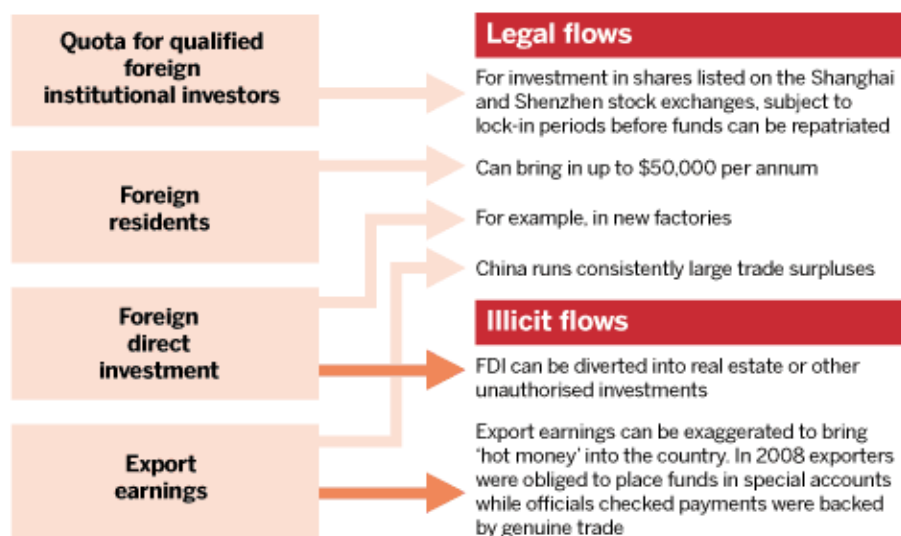 Quota for qualified
foreign
institutional investors
Foreign
residents
Foreign
direct
investment
Export
earnings
Legal flows
For investment in shares listed on the Shanghai
and Shenzhen stock exchanges, subject to
lock-in periods before funds can be repatriated
Can bring in up to $50,000 per annum
For example, in new factories
China runs consistently large trade surpluses
Illicit flows
FDI can be diverted into real estate or other
unauthorised investments
Export earnings can be exaggerated to bring
‘hot money’ into the country. In 2008 exporters
were obliged to place funds in special accounts
while officials checked payments were backed
by genuine trade